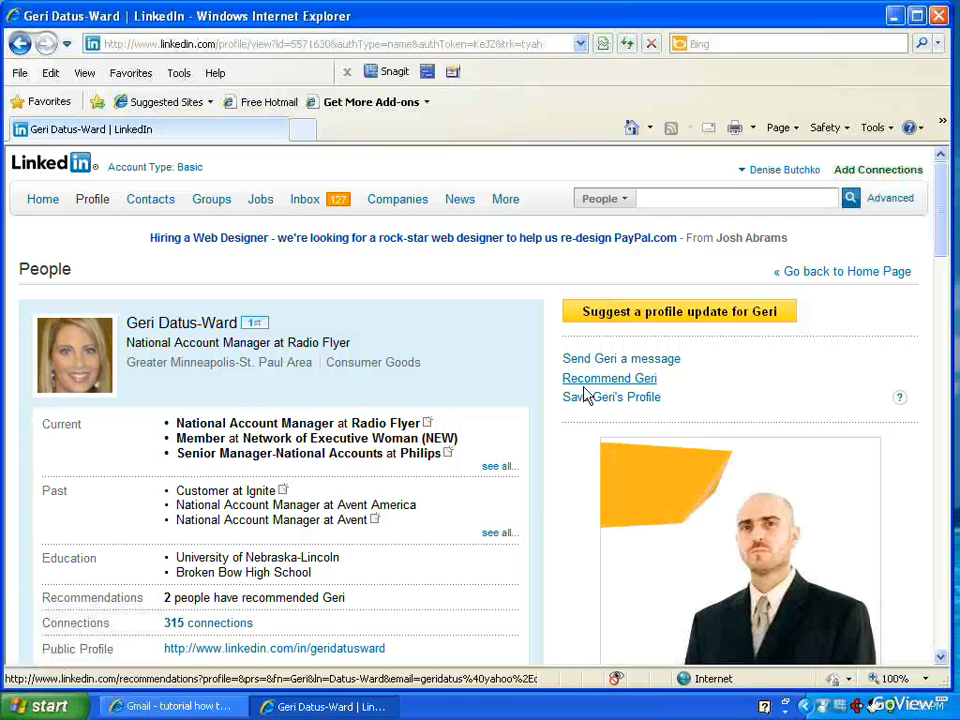 Geri Datus-Ward | LinkedIn - Windows Internet Explorer
http://www.linkedin.com/profile/view?id=5571630&authType=name&authToken=KeJZ&trk=tyah
Bing
File Edit View Favorites Tools Help x Snagit
Favorites Suggested Sites Free Hotmail Get More Add-ons
Geri Datus-Ward | LinkedIn
Page Safety Tools
Linked in Account Type: Basic
Denise Butchko Add Connections
Home Profile Contacts Groups Jobs Inbox 127 Companies News More People Advanced
Hiring a Web Designer - we're looking for a rock-star web designer to help us re-design PayPal.com - From Josh Abrams
People
« Go back to Home Page
Geri Datus-Ward 1st
National Account Manager at Radio Flyer
Greater Minneapolis-St. Paul Area | Consumer Goods
Suggest a profile update for Geri
Send Geri a message
Recommend Geri
Save Geri's Profile
?
Current
• National Account Manager at Radio Flyer
• Member at Network of Executive Woman (NEW)
• Senior Manager-National Accounts at Philips
see all...
Past
• Customer at Ignite
• National Account Manager at Avent America
• National Account Manager at Avent
see all...
Education
• University of Nebraska-Lincoln
• Broken Bow High School
Recommendations 2 people have recommended Geri
Connections 315 connections
Public Profile http://www.linkedin.com/in/geridatusward
http://www.linkedin.com/recommendations?profile=&prs=&fn=Geri&ln=Datus-Ward&email=geridatus%40yahoo%2Ec
Internet
100%
start
Gmail - tutorial how t...
Geri Datus-Ward | Lin...
GoView